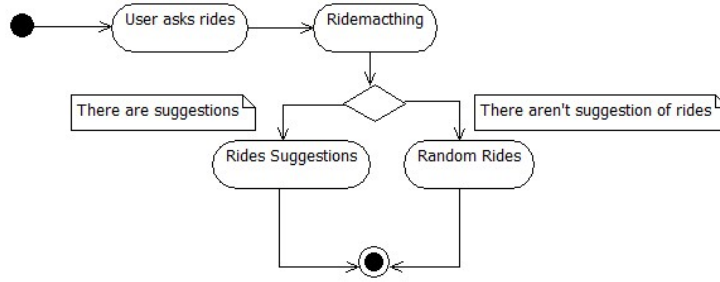 User asks rides
Ridemacthing
There are suggestions
There aren't suggestion of rides
Rides Suggestions
Random Rides